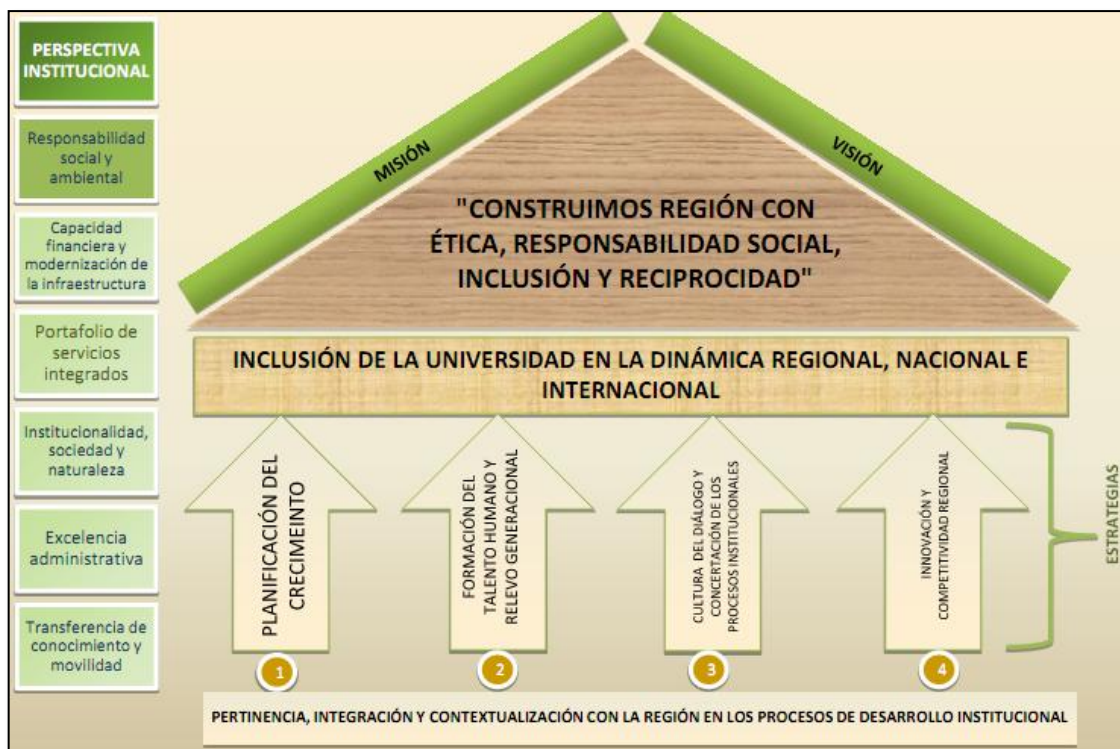 PERSPECTIVA
INSTITUCIONAL
Responsabilidad
social y
ambiental
Capacidad
financiera y
modernización de
la infraestructura
Portafolio de
servicios
integrados
Institucionalidad,
sociedad y
naturaleza
Excelencia
administrativa
Transferencia de
conocimiento y
movilidad
MISIÓN
VISIÓN
"CONSTRUIMOS REGIÓN CON
ÉTICA, RESPONSABILIDAD SOCIAL,
INCLUSIÓN Y RECIPROCIDAD"
INCLUSIÓN DE LA UNIVERSIDAD EN LA DINÁMICA REGIONAL, NACIONAL E
INTERNACIONAL
PLANIFICACIÓN DEL
CRECIMEINTO
1
FORMACIÓN DEL
TALENTO HUMANO Y
RELEVO GENERACIONAL
2
CULTURA DEL DIÁLOGO Y
CONCERTACIÓN DE LOS
PROCESOS INSTITUCIONALES
3
INNOVACIÓN Y
COMPETITIVIDAD REGIONAL
4
ESTRATEGIAS
PERTINENCIA, INTEGRACIÓN Y CONTEXTUALIZACIÓN CON LA REGIÓN EN LOS PROCESOS DE DESARROLLO INSTITUCIONAL